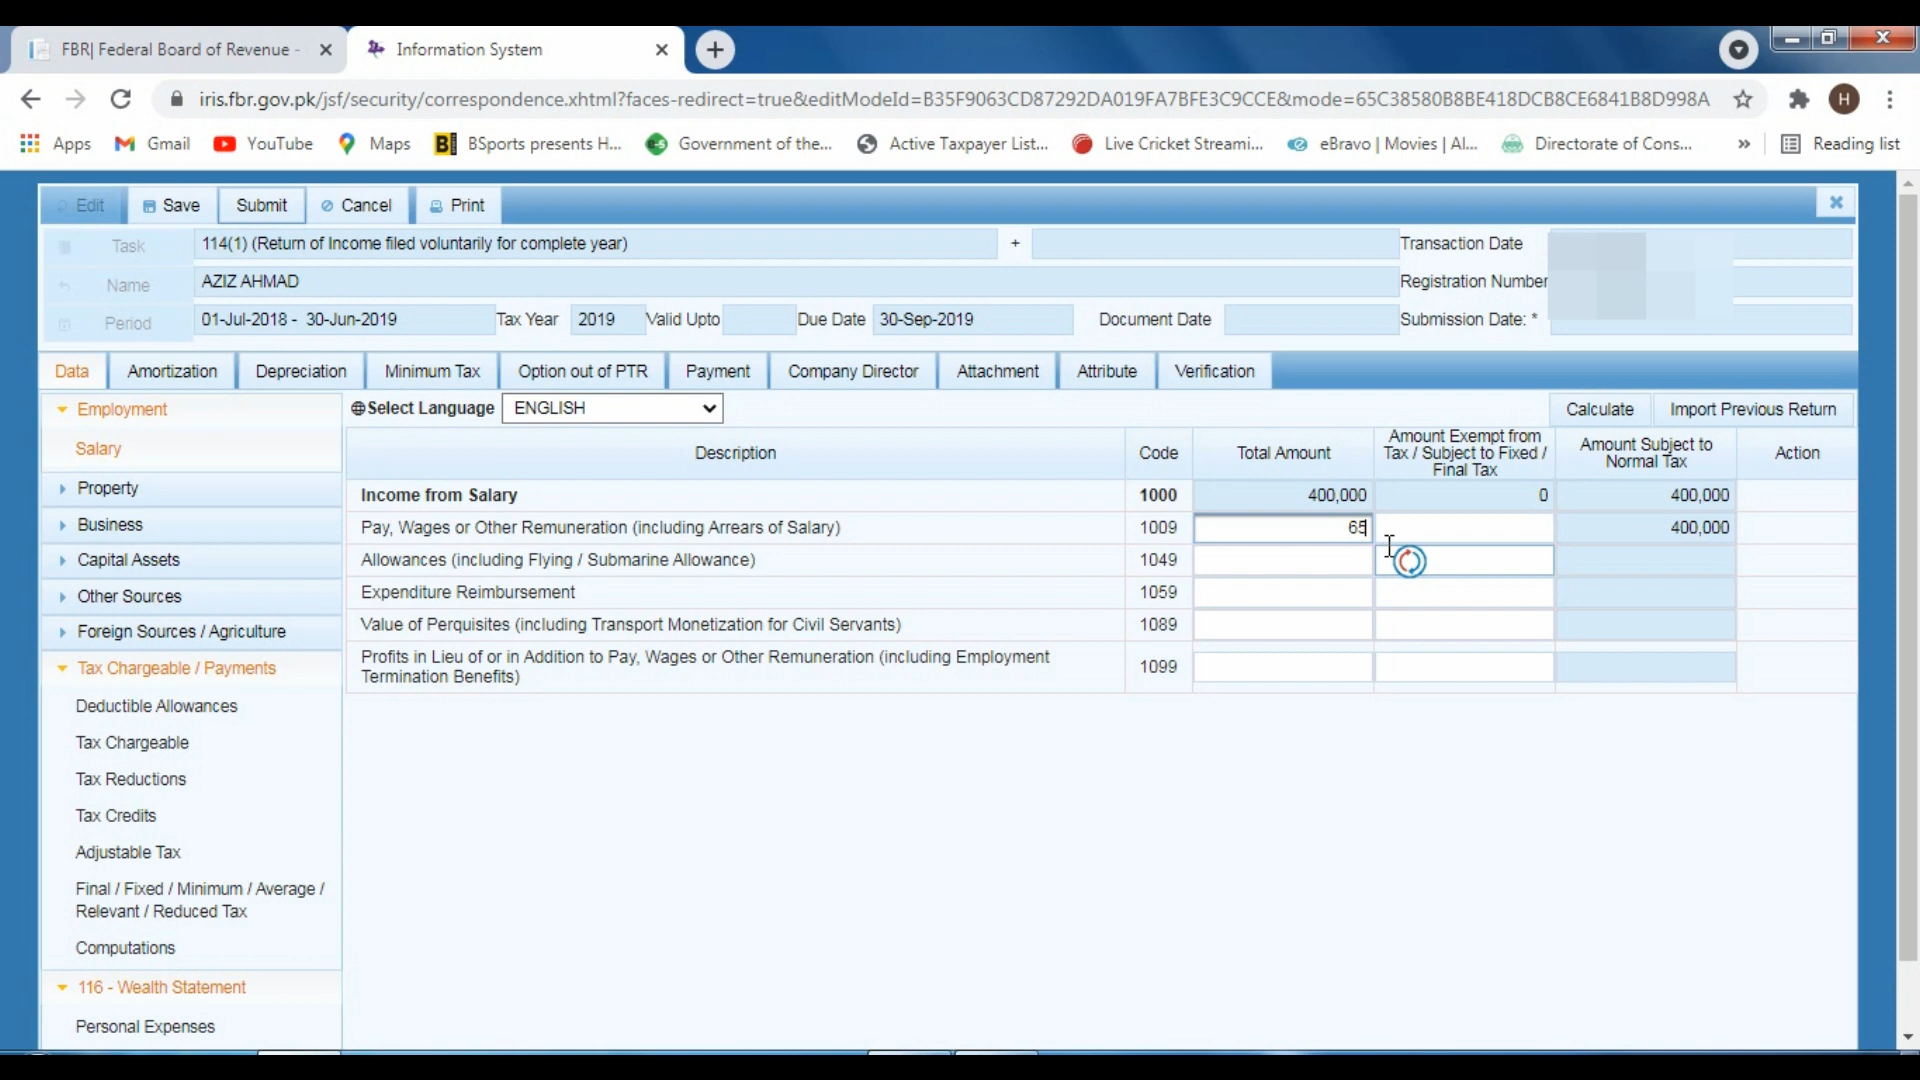 FBR| Federal Board of Revenue -
Information System
iris.fbr.gov.pk/jsf/security/correspondence.xhtml?faces-redirect=true&editModeId=B35F9063CD87292DA019FA7BFE3C9CCE&mode=65C38580B8BE418DCB8CE6841B8D998A
H
Apps Gmail YouTube Maps BSports presents H... Government of the... Active Taxpayer List... Live Cricket Streami... eBravo | Movies | Al... Directorate of Cons... » Reading list
Edit Save Submit Cancel Print
Task 114(1) (Return of Income filed voluntarily for complete year) + Transaction Date
Name AZIZ AHMAD Registration Number
Period 01-Jul-2018 - 30-Jun-2019 Tax Year 2019 Valid Upto Due Date 30-Sep-2019 Document Date Submission Date: *
Data Amortization Depreciation Minimum Tax Option out of PTR Payment Company Director Attachment Attribute Verification
Employment
Salary
Property
Business
Capital Assets
Other Sources
Foreign Sources / Agriculture
Tax Chargeable / Payments
Deductible Allowances
Tax Chargeable
Tax Reductions
Tax Credits
Adjustable Tax
Final / Fixed / Minimum / Average /
Relevant / Reduced Tax
Computations
116 - Wealth Statement
Personal Expenses
Select Language ENGLISH Calculate Import Previous Return
Description Code Total Amount Amount Exempt from
Tax / Subject to Fixed /
Final Tax Amount Subject to
Normal Tax Action
Income from Salary 1000 400,000 0 400,000
Pay, Wages or Other Remuneration (including Arrears of Salary) 1009 65 400,000
Allowances (including Flying / Submarine Allowance) 1049
Expenditure Reimbursement 1059
Value of Perquisites (including Transport Monetization for Civil Servants) 1089
Profits in Lieu of or in Addition to Pay, Wages or Other Remuneration (including Employment
Termination Benefits) 1099